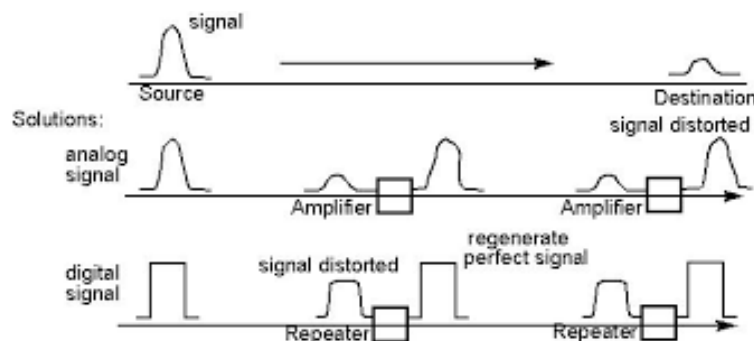 signal
Source
Destination
Solutions:
signal distorted
analog
signal
Amplifier
Amplifier
regenerate
perfect signal
signal distorted
digital
signal
Repeater
Repeater